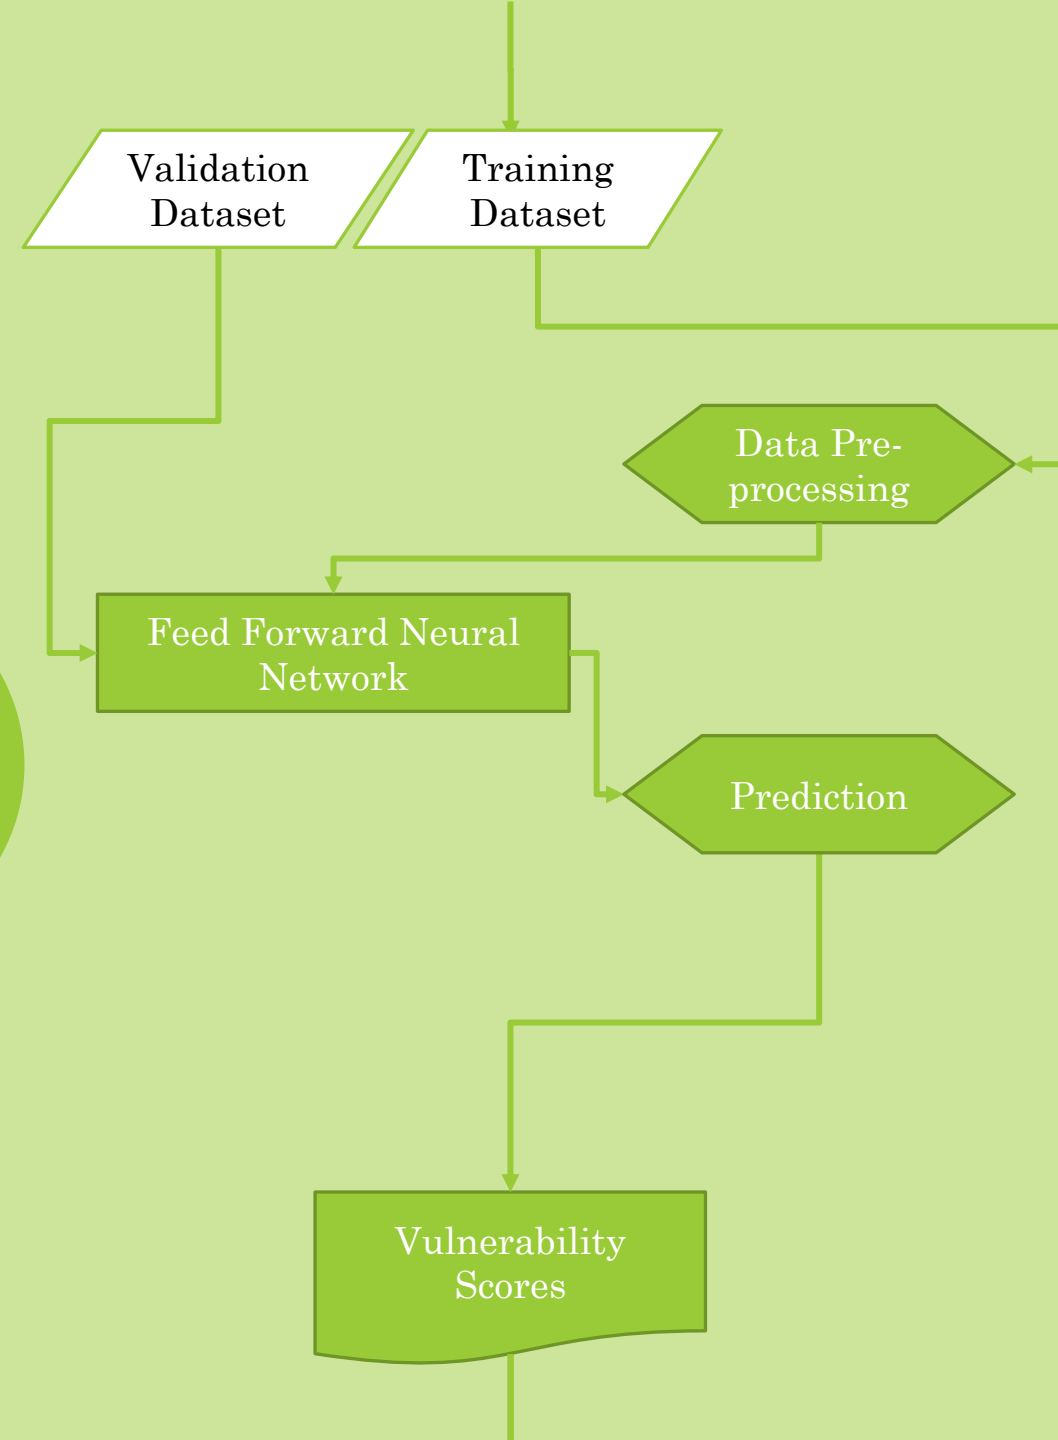 Validation
Dataset
Training
Dataset
Data Pre-
processing
Feed Forward Neural
Network
Prediction
Vulnerability
Scores